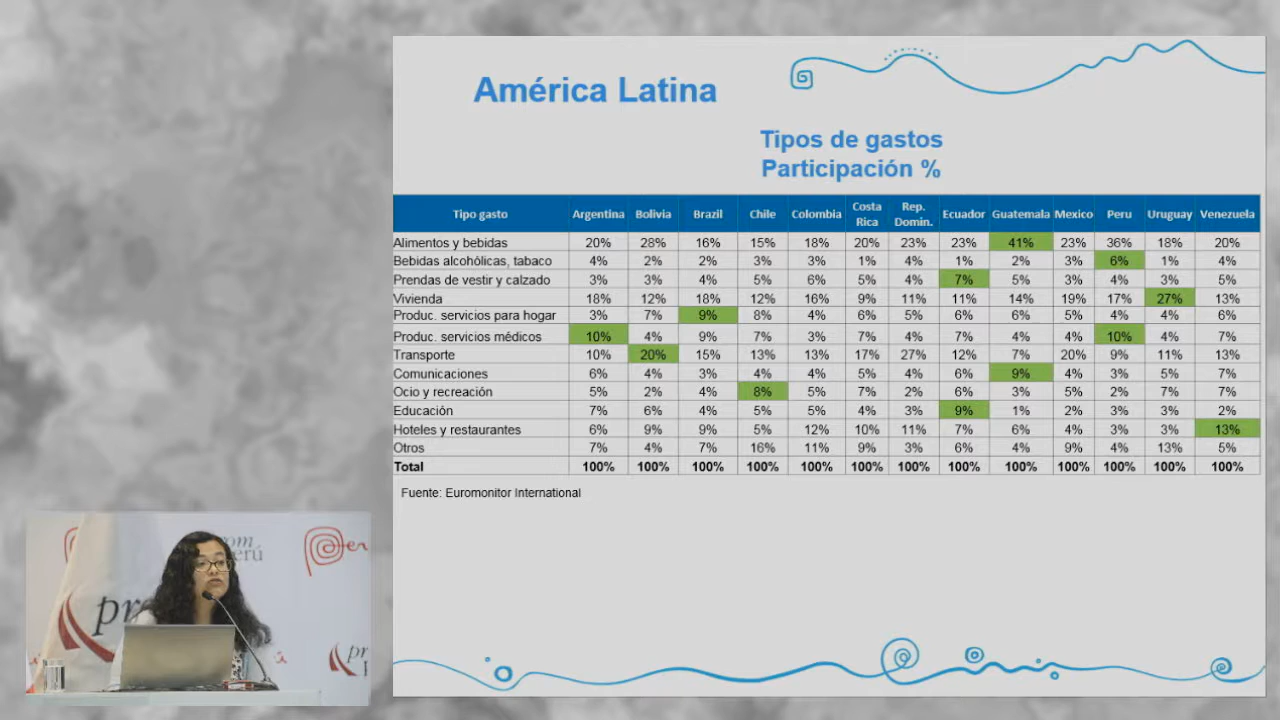 América Latina
Tipos de gastos
Participación %
Tipo gasto Argentina Bolivia Brazil Chile Colombia Costa Rica Rep. Domin. Ecuador Guatemala Mexico Peru Uruguay Venezuela
Alimentos y bebidas 20% 28% 16% 15% 18% 20% 23% 23% 41% 23% 36% 18% 20%
Bebidas alcohòlicas, tabaco 4% 2% 2% 3% 3% 1% 4% 1% 2% 3% 6% 1% 4%
Prendas de vestir y calzado 3% 3% 4% 5% 6% 5% 4% 7% 5% 3% 4% 3% 5%
Vivienda 18% 12% 18% 12% 16% 9% 11% 11% 14% 19% 17% 27% 13%
Produc. servicios para hogar 3% 7% 9% 8% 4% 6% 5% 6% 6% 5% 4% 4% 6%
Produc. servicios médicos 10% 4% 9% 7% 3% 7% 4% 7% 4% 4% 10% 4% 7%
Transporte 10% 20% 15% 13% 13% 17% 27% 12% 7% 20% 9% 11% 13%
Comunicaciones 6% 4% 3% 4% 4% 5% 4% 6% 9% 4% 3% 5% 7%
Ocio y recreación 5% 2% 4% 8% 5% 7% 2% 6% 3% 5% 2% 7% 7%
Educación 7% 6% 4% 5% 5% 4% 3% 9% 1% 2% 3% 3% 2%
Hoteles y restaurantes 6% 9% 9% 5% 12% 10% 11% 7% 6% 4% 3% 3% 13%
Otros 7% 4% 7% 16% 11% 9% 3% 6% 4% 9% 4% 13% 5%
Total 100% 100% 100% 100% 100% 100% 100% 100% 100% 100% 100% 100% 100%
Fuente: Euromonitor International